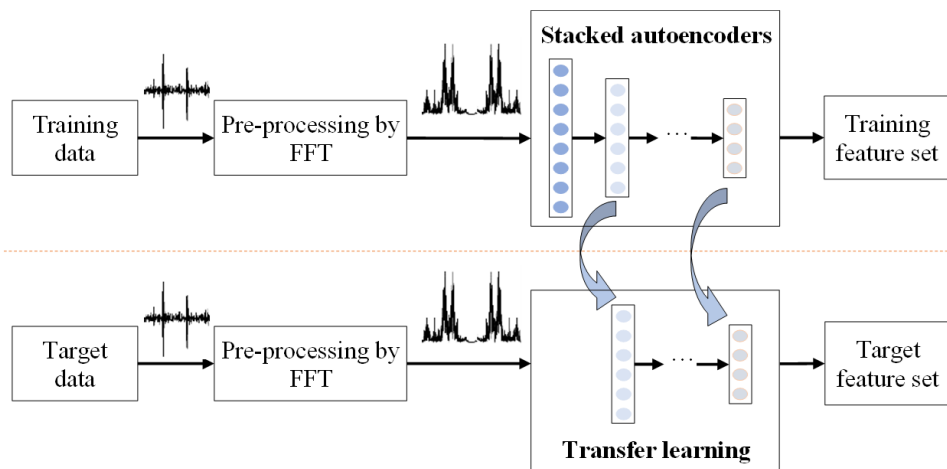 Stacked autoencoders
Training
data
Pre-processing by
FFT
...
Training
feature set
Target
data
Pre-processing by
FFT
...
Target
feature set
Transfer learning